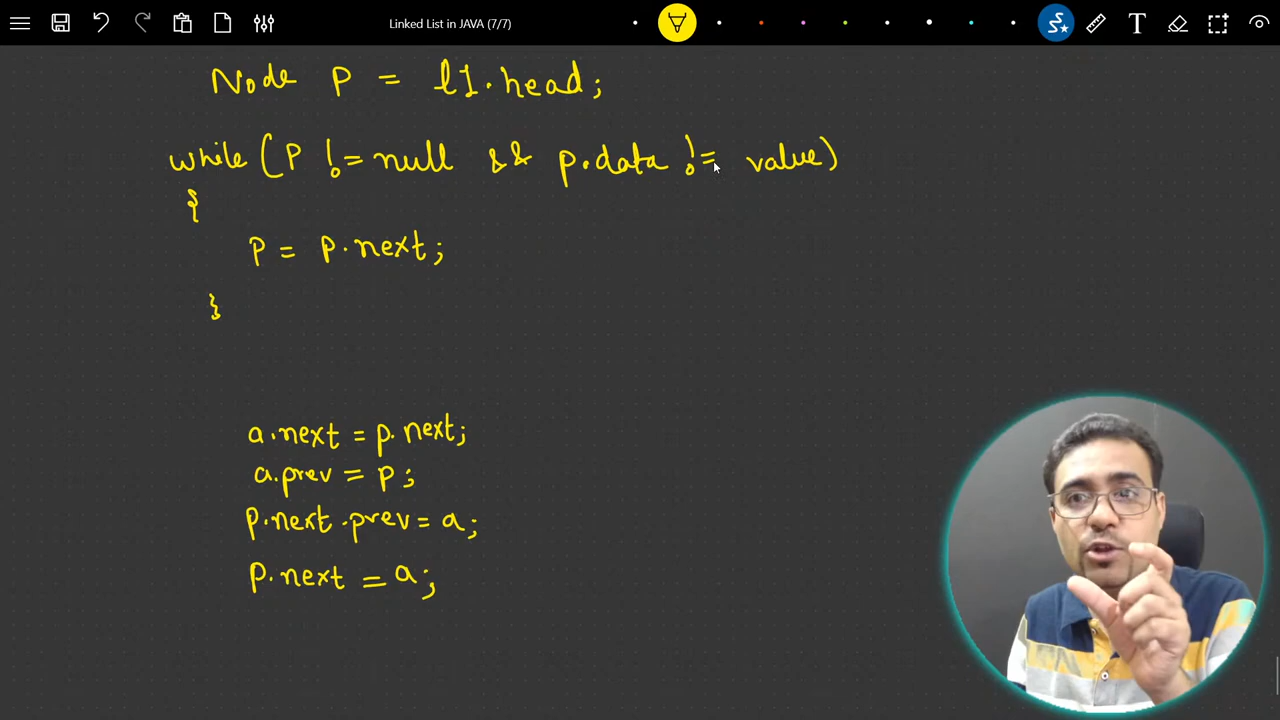 Linked List in JAVA (7/7)
T
Node P = l1.head;
while (P != null && p.data != value)
{
P = P.next;
}
a.next = p.next;
a.prev = p;
p.next.prev = a;
p.next = a;